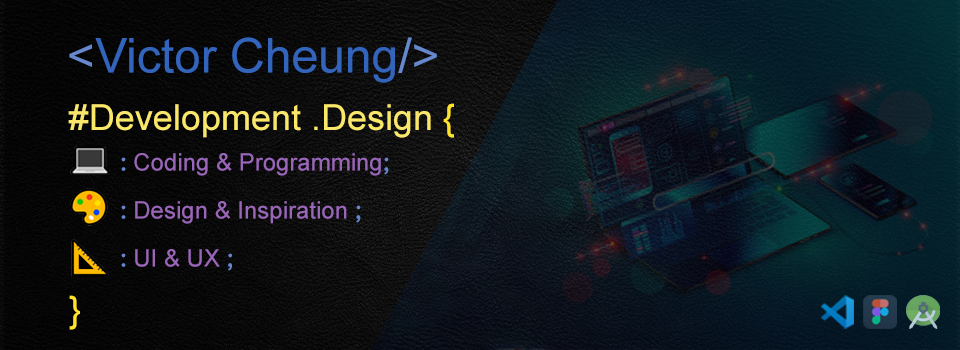 <Victor Cheung/>
#Development .Design {
💻 : Coding & Programming;
🎨 : Design & Inspiration ;
📐 : UI & UX ;
}